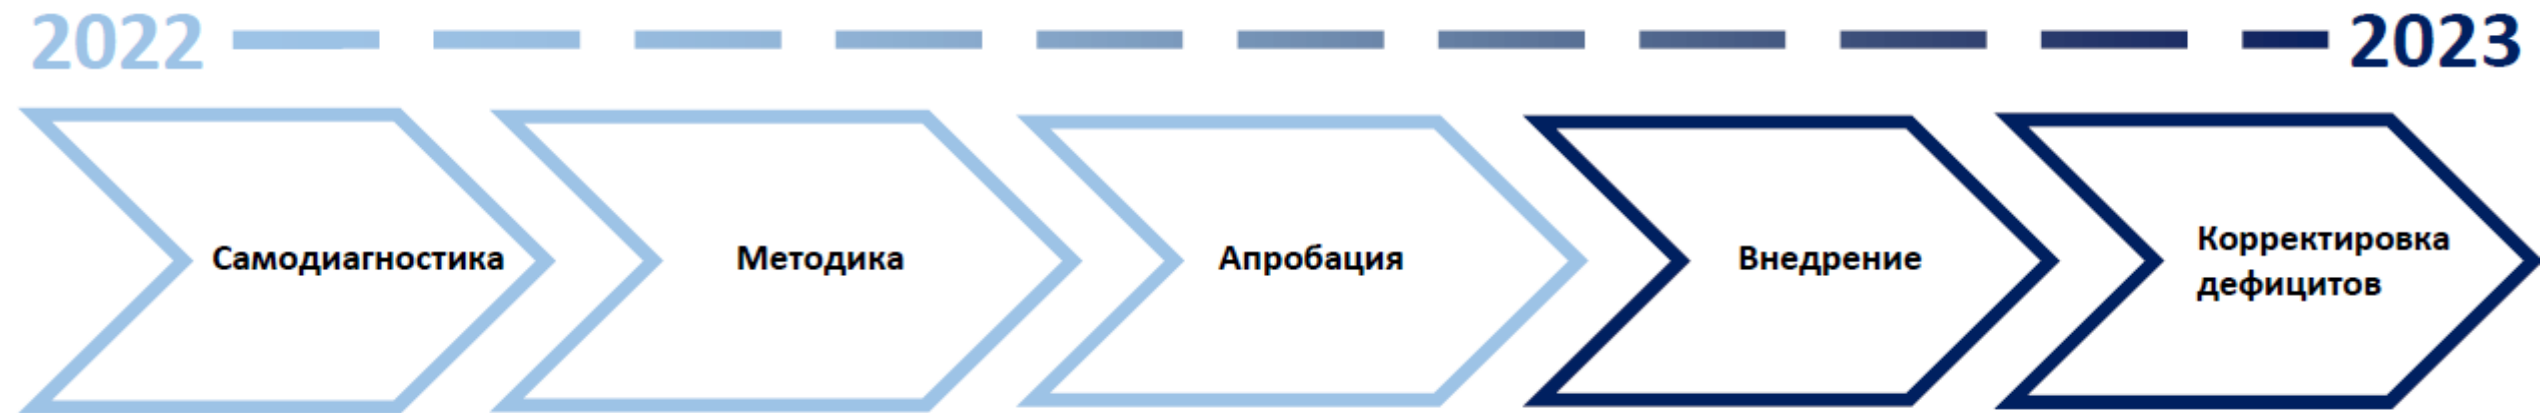 2022
2023
Самодиагностика
Методика
Апробация
Внедрение
Корректировка
дефицитов